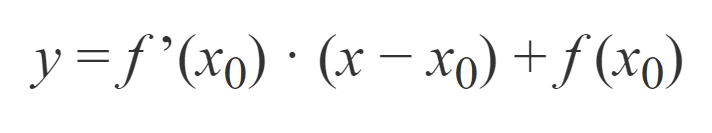 y = f ’(x₀) · (x − x₀) + f (x₀)